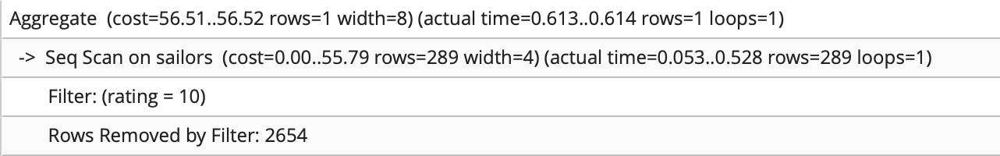 Aggregate  (cost=56.51..56.52 rows=1 width=8) (actual time=0.613..0.614 rows=1 loops=1)
->  Seq Scan on sailors  (cost=0.00..55.79 rows=289 width=4) (actual time=0.053..0.528 rows=289 loops=1)
Filter: (rating = 10)
Rows Removed by Filter: 2654